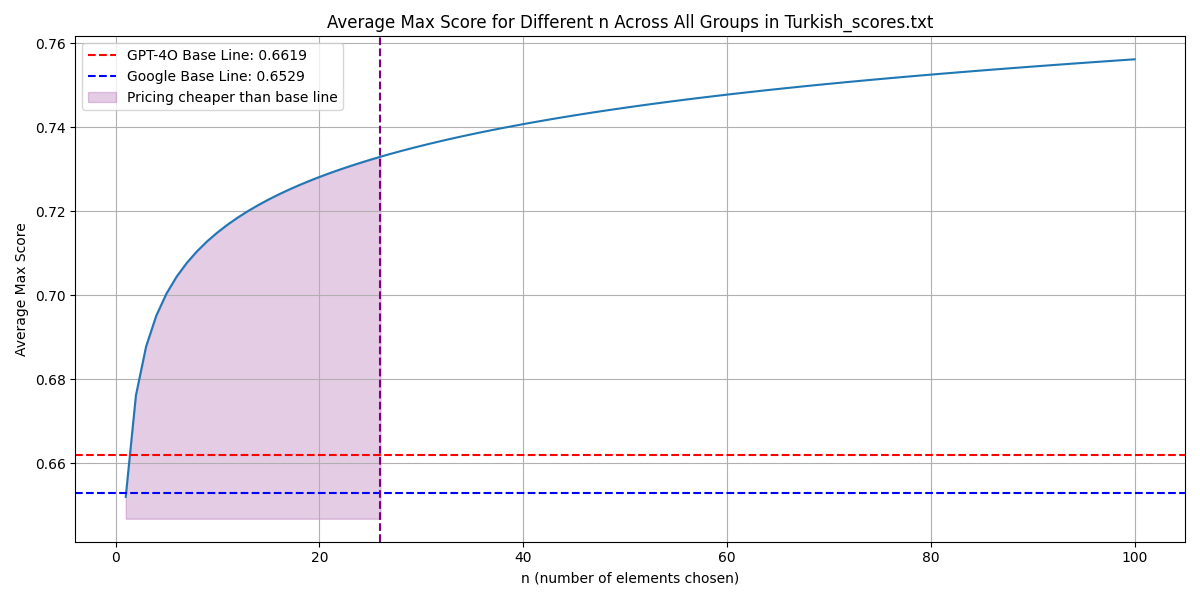 Average Max Score for Different n Across All Groups in Turkish_scores.txt
GPT-4O Base Line: 0.6619
Google Base Line: 0.6529
Pricing cheaper than base line
Average Max Score
0.76
0.74
0.72
0.70
0.68
0.66
0 20 40 60 80 100
n (number of elements chosen)